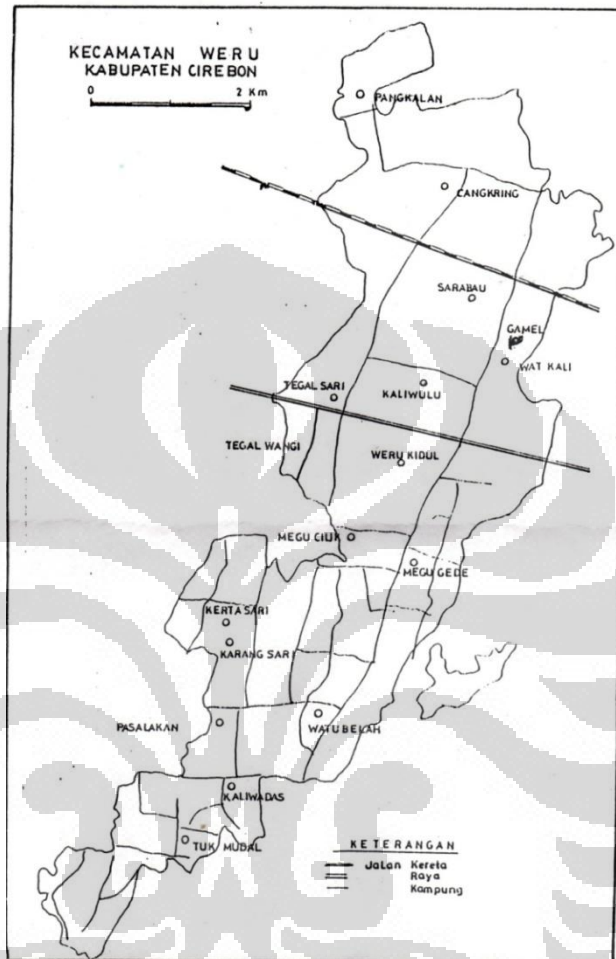 KECAMATAN WERU
KABUPATEN CIREBON
0 2 Km
PANGKALAN
CANGKRING
SARABAU
GAMEL
WAT KALI
TEGAL SARI
KALIWULU
TEGAL WANGI
WERU KIDUL
MEGU CILIK
MEGU GEDE
KERTA SARI
KARANG SARI
PASALAKAN
WATUBELAH
KALIWADAS
TUK MUDAL
KETERANGAN
Jalan Kereta
Raya
Kampung